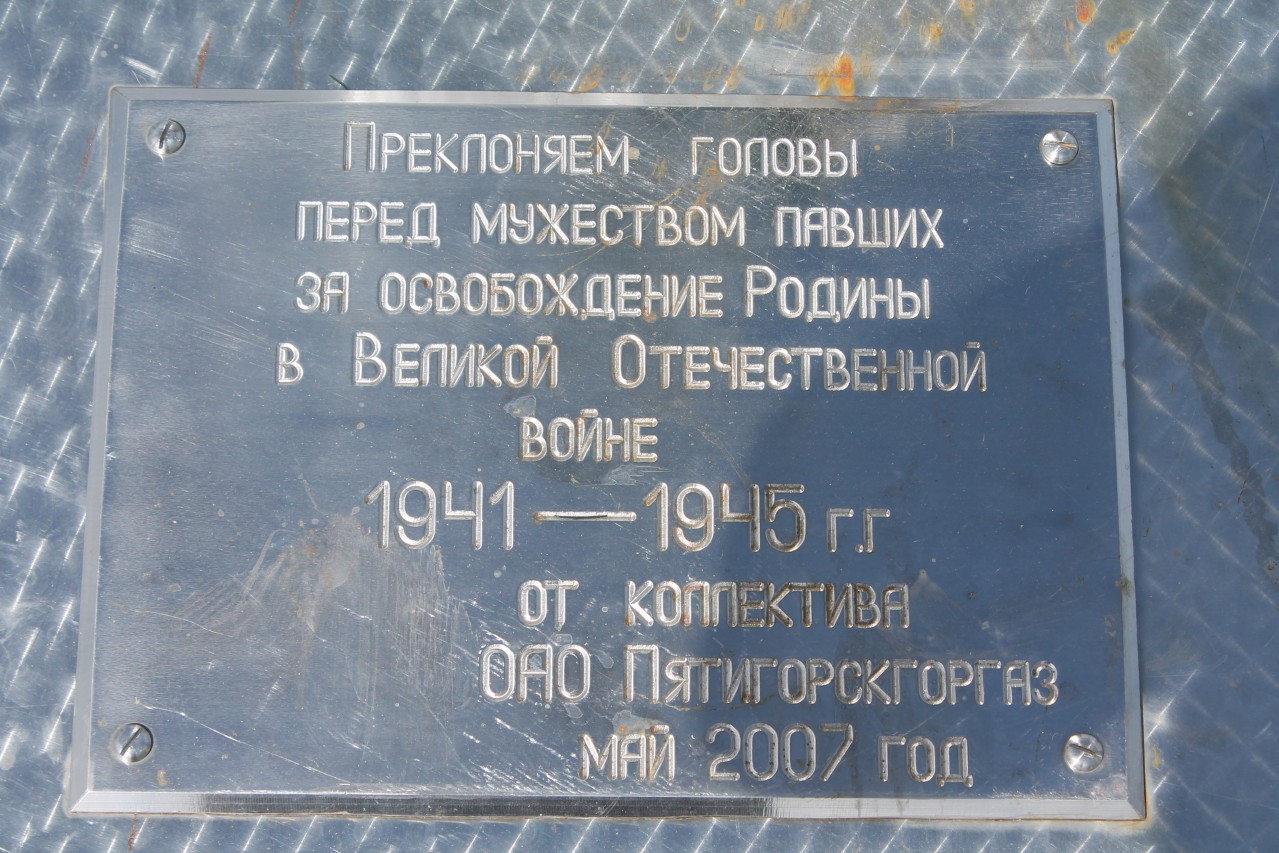 Преклоняем головы
перед мужеством павших
за освобождение Родины
в Великой Отечественной
войне
1941 — 1945 г.г
от коллектива
ОАО Пятигорскгоргаз
май 2007 год